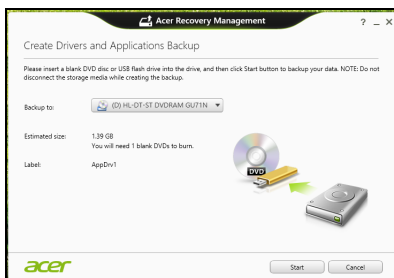 Acer Recovery Management
? _ X
Create Drivers and Applications Backup
Please insert a blank DVD disc or USB flash drive into the drive, and then click Start button to backup your data. NOTE: Do not
disconnect the storage media while creating the backup.
Backup to: (D) HL-DT-ST DVDRAM GU71N
Estimated size: 1.39 GB
You will need 1 blank DVDs to burn.
Label: AppDrv1
DVD
acer
Start Cancel